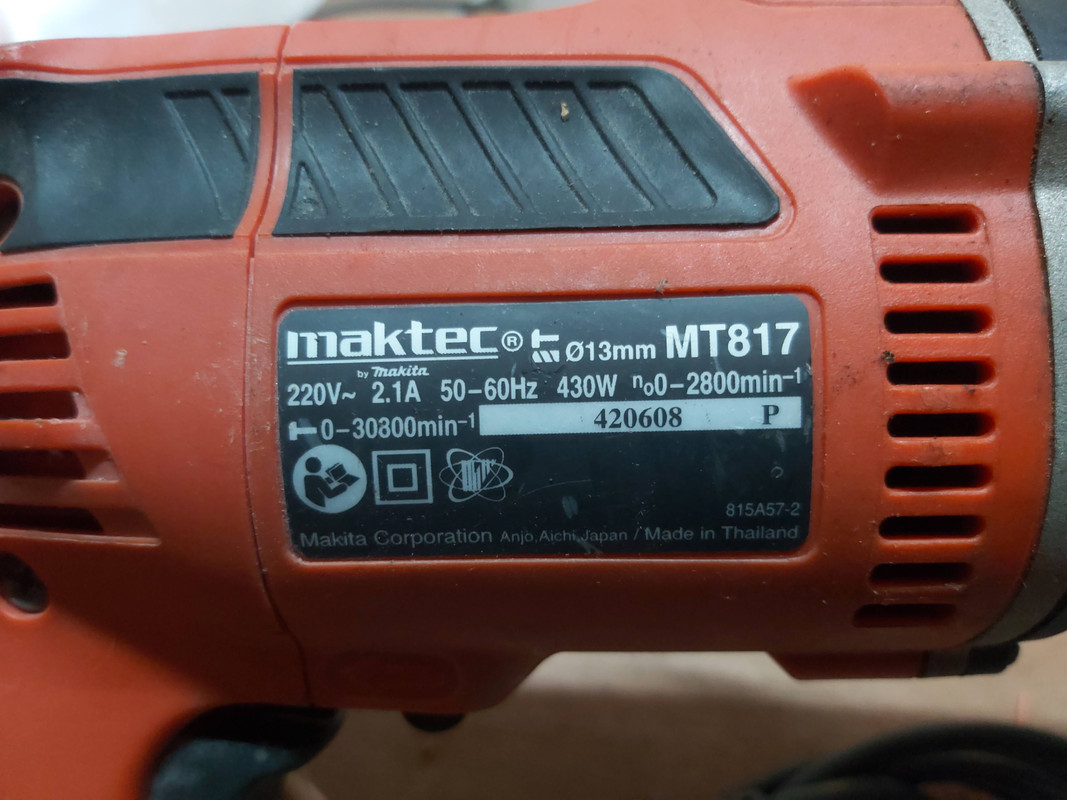 maktec® Ø13mm MT817
by makita
220V~ 2.1A 50-60Hz 430W n₀0-2800min⁻¹
0-30800min⁻¹ 420608 P
815A57-2
Makita Corporation Anjo,Aichi,Japan / Made in Thailand